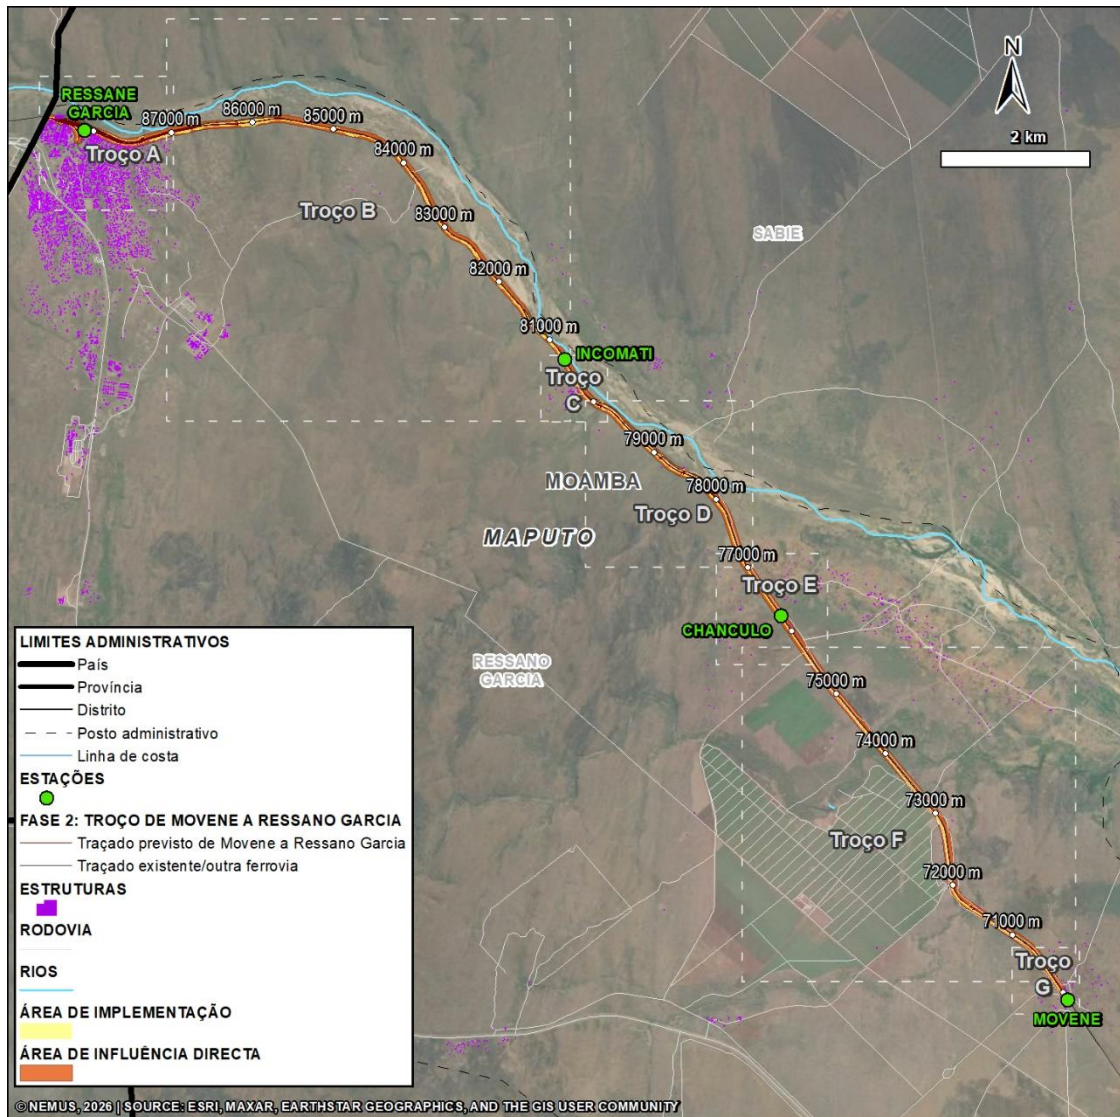 N
2 km
RESSANE
GARCIA
Troço A
87000 m
86000 m
85000 m
84000 m
Troço B
83000 m
SABIE
82000 m
81000 m
INCOMATI
Troço
C
79000 m
MOAMBA
78000 m
Troço D
MAPUTO
77000 m
Troço E
CHANCULO
RESSANO
GARCIA
75000 m
74000 m
73000 m
Troço F
72000 m
71000 m
Troço
G
MOVENE
LIMITES ADMINISTRATIVOS
País
Província
Distrito
Posto administrativo
Linha de costa
ESTAÇÕES
FASE 2: TROÇO DE MOVENE A RESSANO GARCIA
Traçado previsto de Movene a Ressano Garcia
Traçado existente/outra ferrovia
ESTRUTURAS
RODOVIA
RIOS
ÁREA DE IMPLEMENTAÇÃO
ÁREA DE INFLUÊNCIA DIRECTA
© NEMUS, 2026 | SOURCE: ESRI, MAXAR, EARTHSTAR GEOGRAPHICS, AND THE GIS USER COMMUNITY